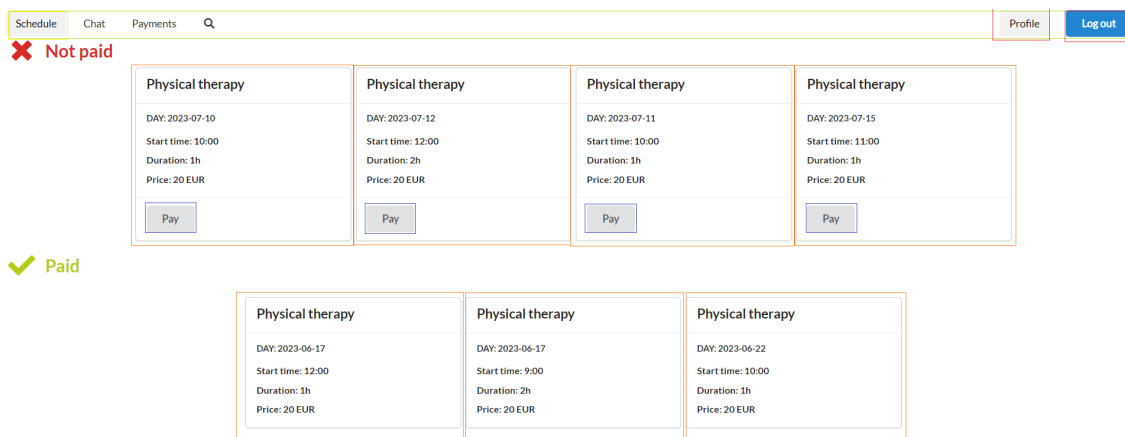 Schedule Chat Payments Profile Log out
Not paid
Physical therapy Physical therapy Physical therapy Physical therapy
DAY: 2023-07-10 DAY: 2023-07-12 DAY: 2023-07-11 DAY: 2023-07-15
Start time: 10:00 Start time: 12:00 Start time: 10:00 Start time: 11:00
Duration: 1h Duration: 2h Duration: 1h Duration: 1h
Price: 20 EUR Price: 20 EUR Price: 20 EUR Price: 20 EUR
Pay Pay Pay Pay
Paid
Physical therapy Physical therapy Physical therapy
DAY: 2023-06-17 DAY: 2023-06-17 DAY: 2023-06-22
Start time: 12:00 Start time: 9:00 Start time: 10:00
Duration: 1h Duration: 2h Duration: 1h
Price: 20 EUR Price: 20 EUR Price: 20 EUR